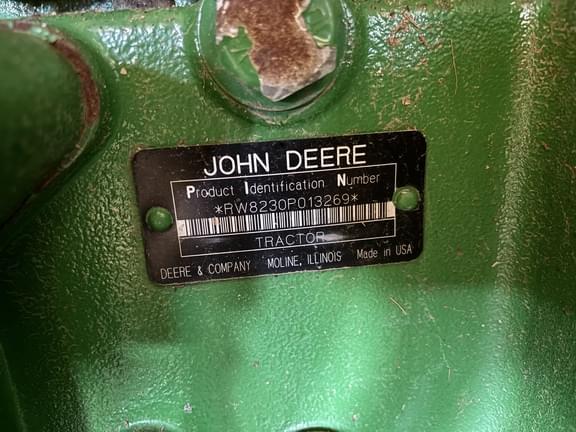 JOHN DEERE
Product Identification Number
*RW8230P013269*
TRACTOR
DEERE & COMPANY MOLINE, ILLINOIS Made in USA